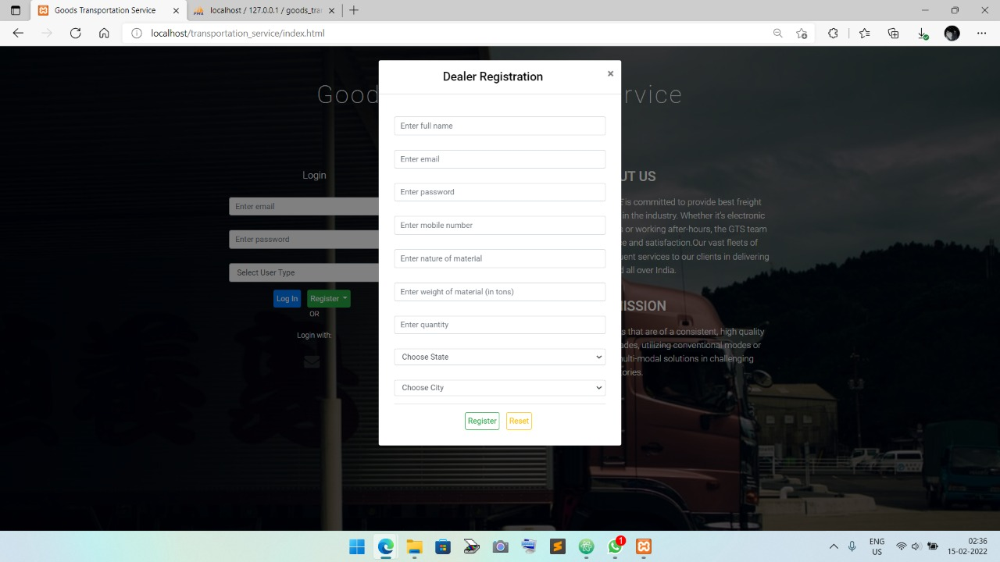 Goods Transportation Service
localhost / 127.0.0.1 / goods_tra
localhost/transportation_service/index.html
Dealer Registration
×
Good
rvice
Enter full name
Enter email
Enter password
Enter mobile number
Enter nature of material
Enter weight of material (in tons)
Enter quantity
Choose State
Choose City
Register
Reset
Login
Enter email
Enter password
Select User Type
Log In
Register
OR
Login with:
UT US
is committed to provide best freight
in the industry. Whether it's electronic
or working after-hours, the GTS team
e and satisfaction.Our vast fleets of
uent services to our clients in delivering
all over India.
ISSION
s that are of a consistent, high quality
ades, utilizing conventional modes or
multi-modal solutions in challenging
ories.
1
ENG
US
02:36
15-02-2022